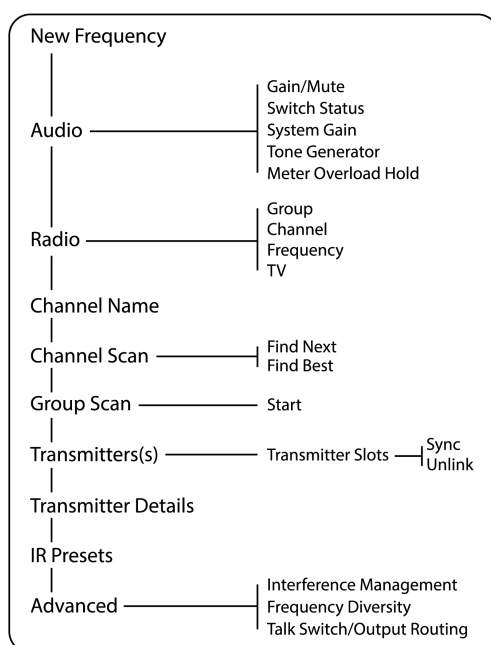 New Frequency
Audio
Gain/Mute
Switch Status
System Gain
Tone Generator
Meter Overload Hold
Radio
Group
Channel
Frequency
TV
Channel Name
Channel Scan
Find Next
Find Best
Group Scan
Start
Transmitters(s)
Transmitter Slots
Sync
Unlink
Transmitter Details
IR Presets
Advanced
Interference Management
Frequency Diversity
Talk Switch/Output Routing